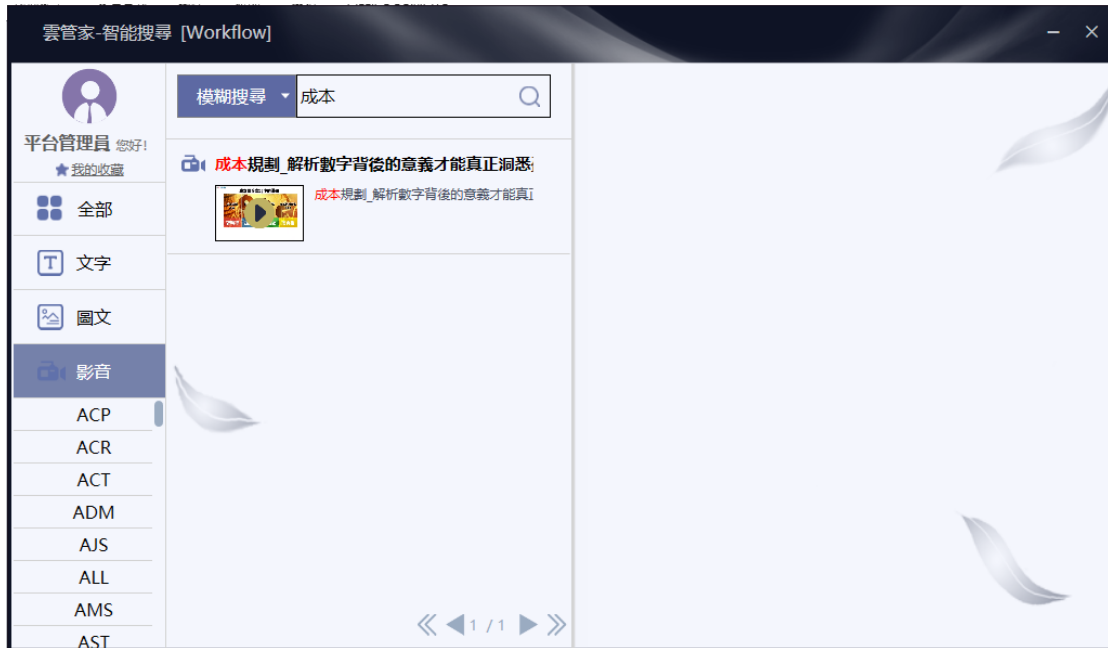 雲管家-智能搜尋 [Workflow]
平台管理員 您好!
★我的收藏
全部
文字
圖文
影音
ACP
ACR
ACT
ADM
AJS
ALL
AMS
AST
模糊搜尋 成本
成本規劃_解析數字背後的意義才能真正洞悉
成本規劃_解析數字背後的意義才能真正
1 / 1